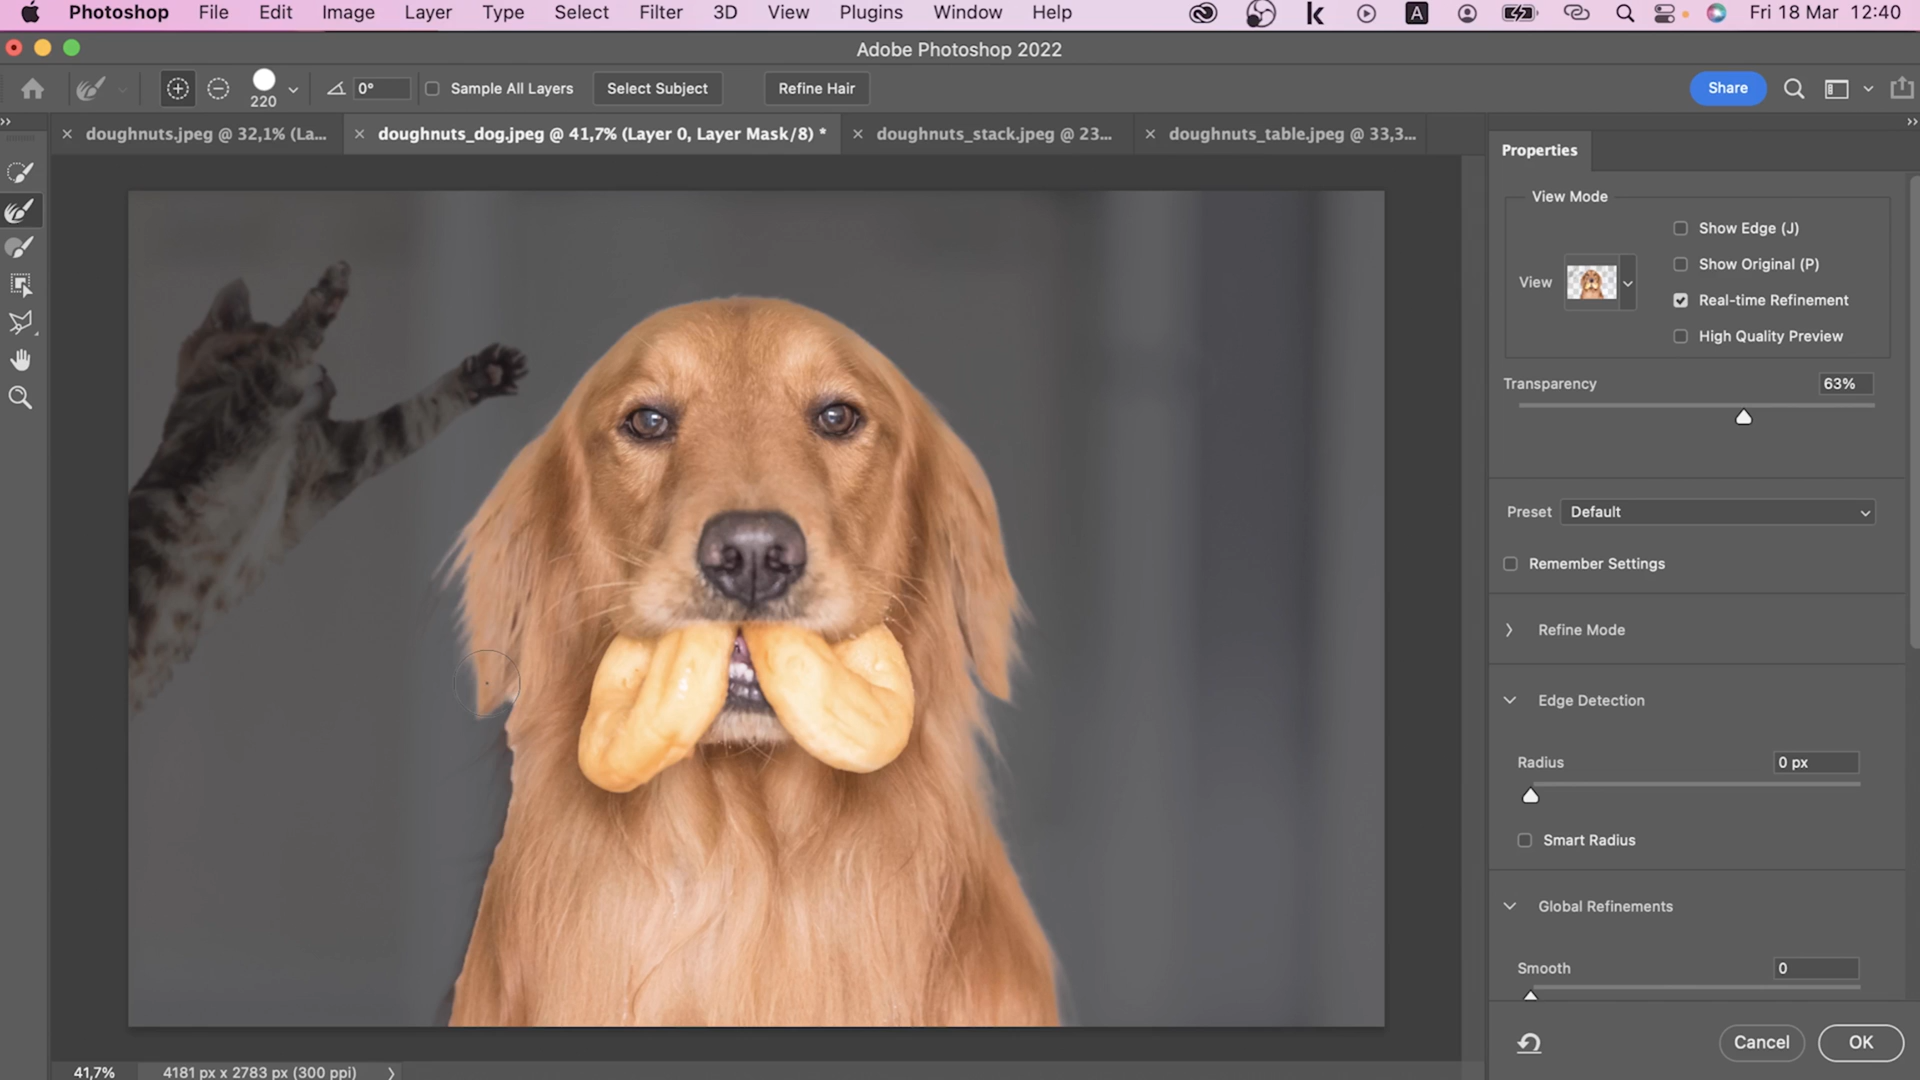 Photoshop File Edit Image Layer Type Select Filter 3D View Plugins Window Help A Fri 18 Mar 12:40
Adobe Photoshop 2022
220 0° Sample All Layers Select Subject Refine Hair Share
doughnuts.jpeg @ 32,1% (La... doughnuts_dog.jpeg @ 41,7% (Layer 0, Layer Mask/8) * doughnuts_stack.jpeg @ 23... doughnuts_table.jpeg @ 33,3...
Properties
View Mode
Show Edge (J)
Show Original (P)
View
Real-time Refinement
High Quality Preview
Transparency 63%
Preset Default
Remember Settings
Refine Mode
Edge Detection
Radius 0 px
Smart Radius
Global Refinements
Smooth 0
Cancel OK
41,7% 4181 px x 2783 px (300 ppi)